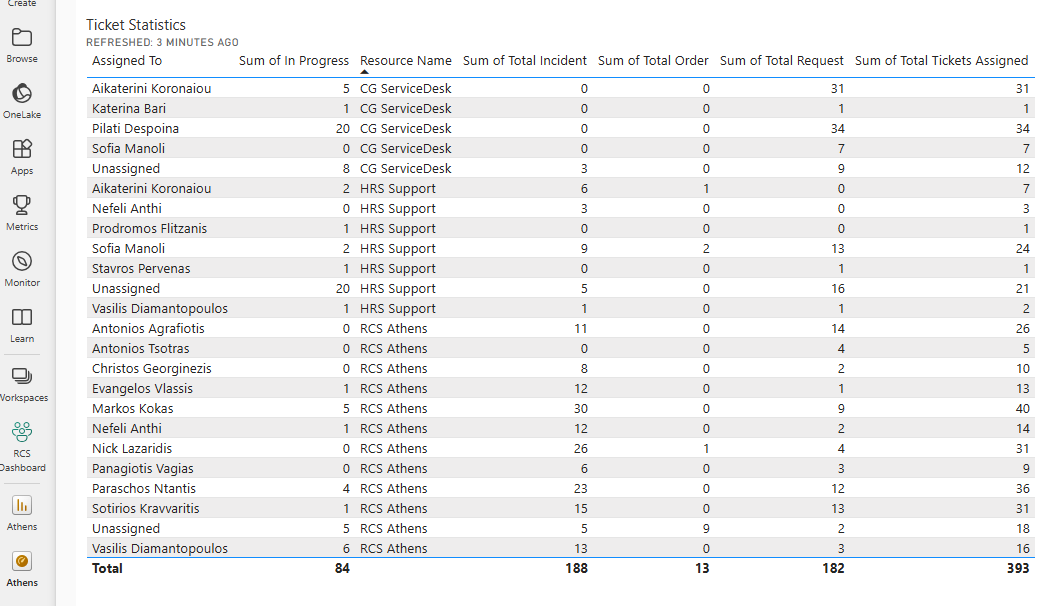 Create
Browse
OneLake
Apps
Metrics
Monitor
Learn
Workspaces
RCS
Dashboard
Athens
Athens
Ticket Statistics
REFRESHED: 3 MINUTES AGO
Assigned To Sum of In Progress Resource Name Sum of Total Incident Sum of Total Order Sum of Total Request Sum of Total Tickets Assigned
Aikaterini Koronaiou 5 CG ServiceDesk 0 0 31 31
Katerina Bari 1 CG ServiceDesk 0 0 1 1
Pilati Despoina 20 CG ServiceDesk 0 0 34 34
Sofia Manoli 0 CG ServiceDesk 0 0 7 7
Unassigned 8 CG ServiceDesk 3 0 9 12
Aikaterini Koronaiou 2 HRS Support 6 1 0 7
Nefeli Anthi 0 HRS Support 3 0 0 3
Prodromos Flitzanis 1 HRS Support 0 0 0 1
Sofia Manoli 2 HRS Support 9 2 13 24
Stavros Pervenas 1 HRS Support 0 0 1 1
Unassigned 20 HRS Support 5 0 16 21
Vasilis Diamantopoulos 1 HRS Support 1 0 1 2
Antonios Agrafiotis 0 RCS Athens 11 0 14 26
Antonios Tsotras 0 RCS Athens 0 0 4 5
Christos Georginezis 0 RCS Athens 8 0 2 10
Evangelos Vlassis 1 RCS Athens 12 0 1 13
Markos Kokas 5 RCS Athens 30 0 9 40
Nefeli Anthi 1 RCS Athens 12 0 2 14
Nick Lazaridis 0 RCS Athens 26 1 4 31
Panagiotis Vagias 0 RCS Athens 6 0 3 9
Paraschos Ntantis 4 RCS Athens 23 0 12 36
Sotirios Kravvaritis 1 RCS Athens 15 0 13 31
Unassigned 5 RCS Athens 5 9 2 18
Vasilis Diamantopoulos 6 RCS Athens 13 0 3 16
Total 84 188 13 182 393